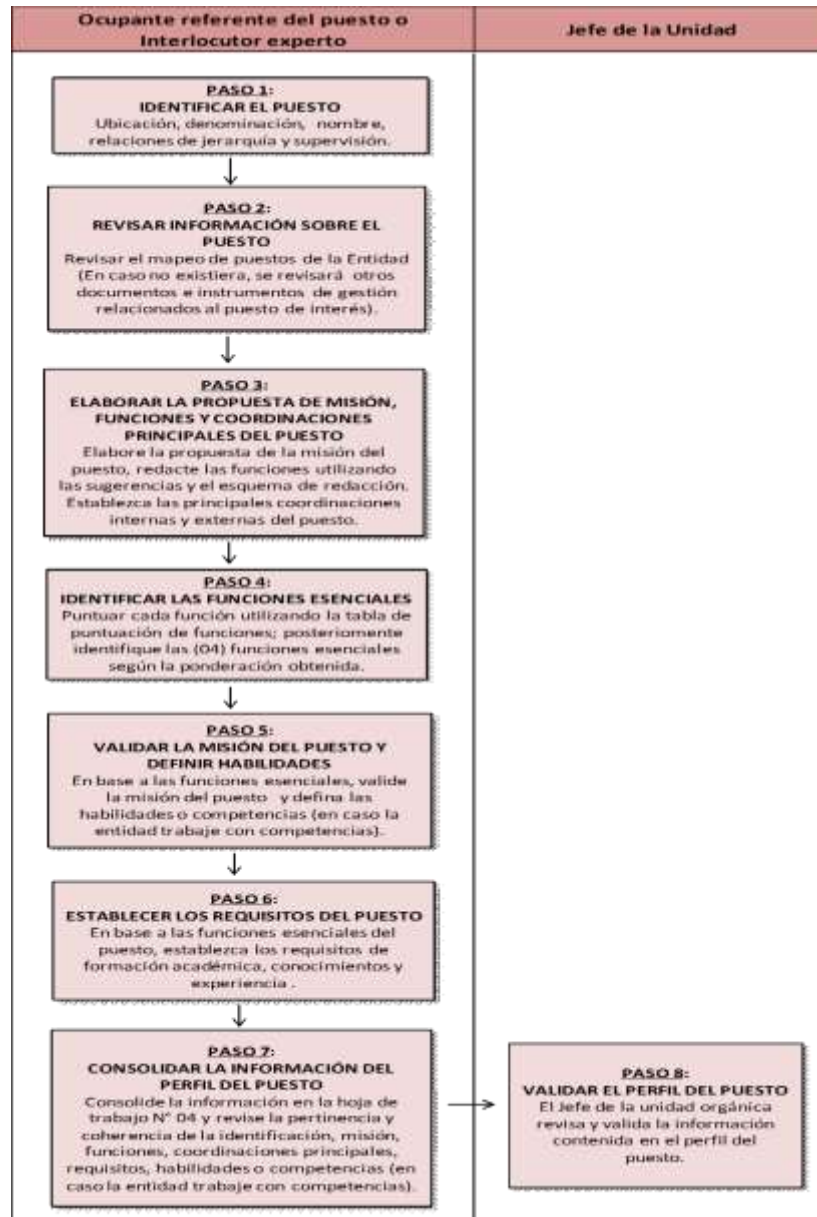 Ocupante referente del puesto o
Interlocutor experto
Jefe de la Unidad
PASO 1:
IDENTIFICAR EL PUESTO
Ubicación, denominación, nombre,
relaciones de jerarquía y supervisión.
PASO 2:
REVISAR INFORMACIÓN SOBRE EL
PUESTO
Revisar el mapeo de puestos de la Entidad
(En caso no existiera, se revisará otros
documentos e instrumentos de gestión
relacionados al puesto de interés).
PASO 3:
ELABORAR LA PROPUESTA DE MISIÓN,
FUNCIONES Y COORDINACIONES
PRINCIPALES DEL PUESTO
Elabore la propuesta de la misión del
puesto, redacte las funciones utilizando
las sugerencias y el esquema de redacción.
Establezca las principales coordinaciones
internas y externas del puesto.
PASO 4:
IDENTIFICAR LAS FUNCIONES ESENCIALES
Puntuar cada función utilizando la tabla de
puntuación de funciones; posteriormente
identifique las (04) funciones esenciales
según la ponderación obtenida.
PASO 5:
VALIDAR LA MISIÓN DEL PUESTO Y
DEFINIR HABILIDADES
En base a las funciones esenciales, valide
la misión del puesto y defina las
habilidades o competencias (en caso la
entidad trabaje con competencias).
PASO 6:
ESTABLECER LOS REQUISITOS DEL PUESTO
En base a las funciones esenciales del
puesto, establezca los requisitos de
formación académica, conocimientos y
experiencia .
PASO 7:
CONSOLIDAR LA INFORMACIÓN DEL
PERFIL DEL PUESTO
Consolide la información en la hoja de
trabajo N° 04 y revise la pertinencia y
coherencia de la identificación, misión,
funciones, coordinaciones principales,
requisitos, habilidades o competencias (en
caso la entidad trabaje con competencias).
PASO 8:
VALIDAR EL PERFIL DEL PUESTO
El Jefe de la unidad orgánica
revisa y valida la información
contenida en el perfil del
puesto.